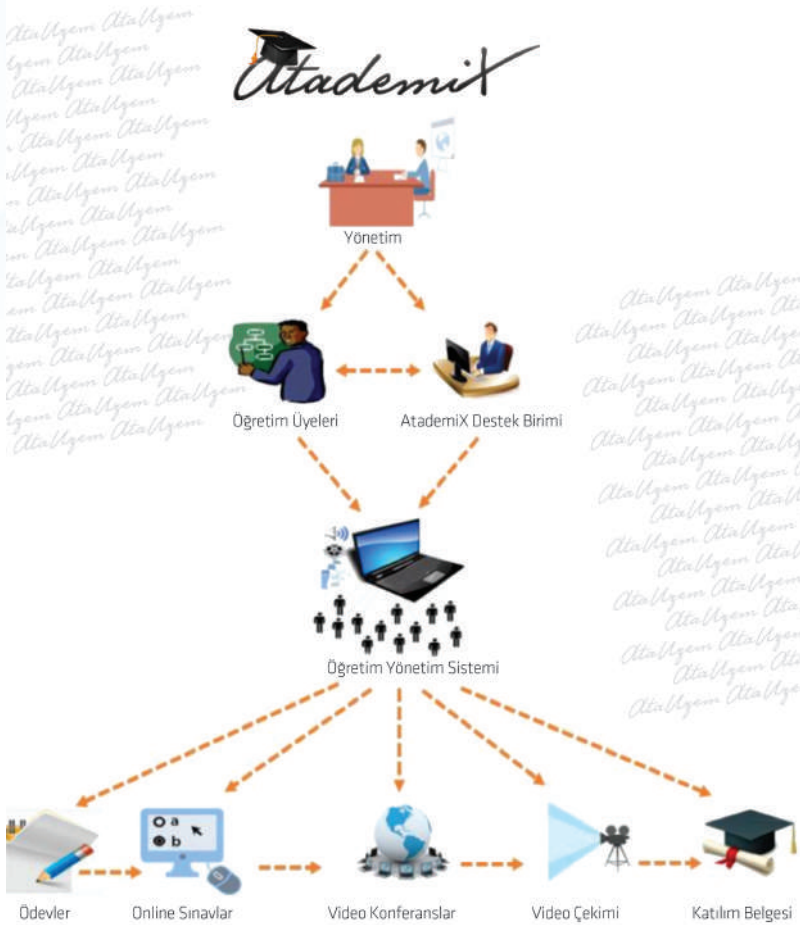 AtademiX
Yönetim
Öğretim Üyeleri
AtademiX Destek Birimi
Öğretim Yönetim Sistemi
a
b
Ödevler
Online Sınavlar
Video Konferanslar
Video Çekimi
Katılım Belgesi